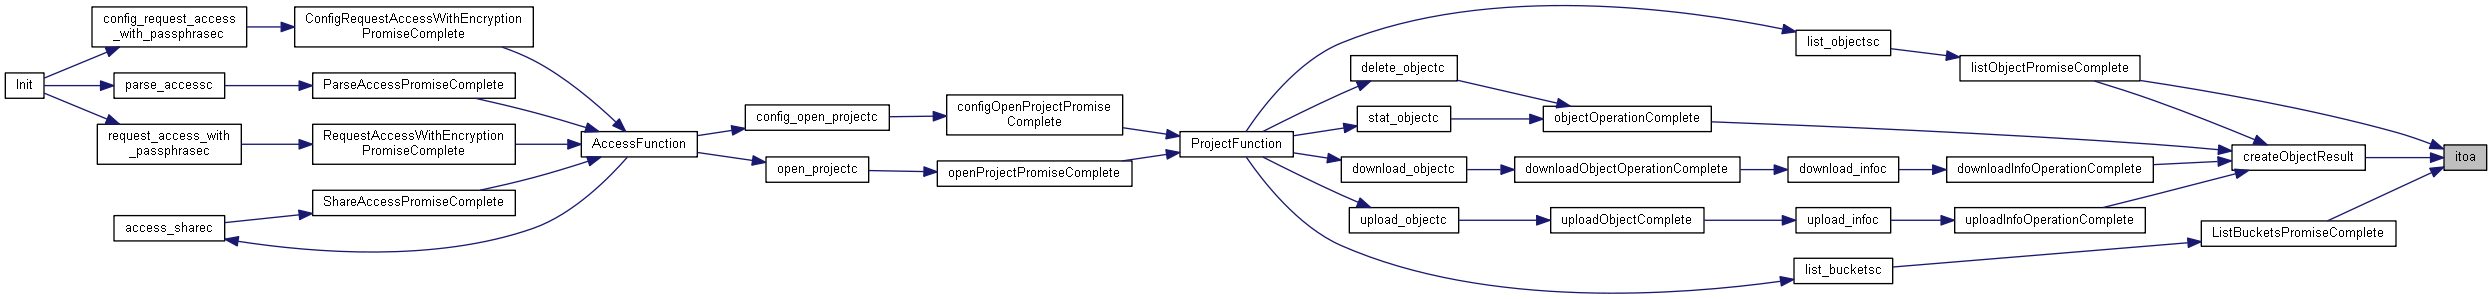 Init
config_request_access
_with_passphrasec
parse_accessc
request_access_with
_passphrasec
access_sharec
ConfigRequestAccessWithEncryption
PromiseComplete
ParseAccessPromiseComplete
RequestAccessWithEncryption
PromiseComplete
ShareAccessPromiseComplete
AccessFunction
config_open_projectc
open_projectc
configOpenProjectPromise
Complete
openProjectPromiseComplete
ProjectFunction
delete_objectc
stat_objectc
download_objectc
upload_objectc
objectOperationComplete
downloadObjectOperationComplete
uploadObjectComplete
list_objectsc
download_infoc
upload_infoc
list_bucketsc
listObjectPromiseComplete
downloadInfoOperationComplete
uploadInfoOperationComplete
createObjectResult
ListBucketsPromiseComplete
itoa